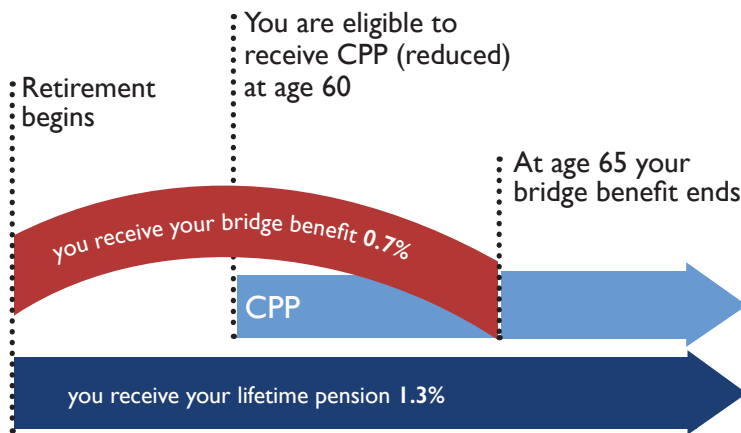 You are eligible to
receive CPP (reduced)
at age 60
Retirement
begins
At age 65 your
bridge benefit ends
you receive your bridge benefit 0.7%
CPP
you receive your lifetime pension 1.3%